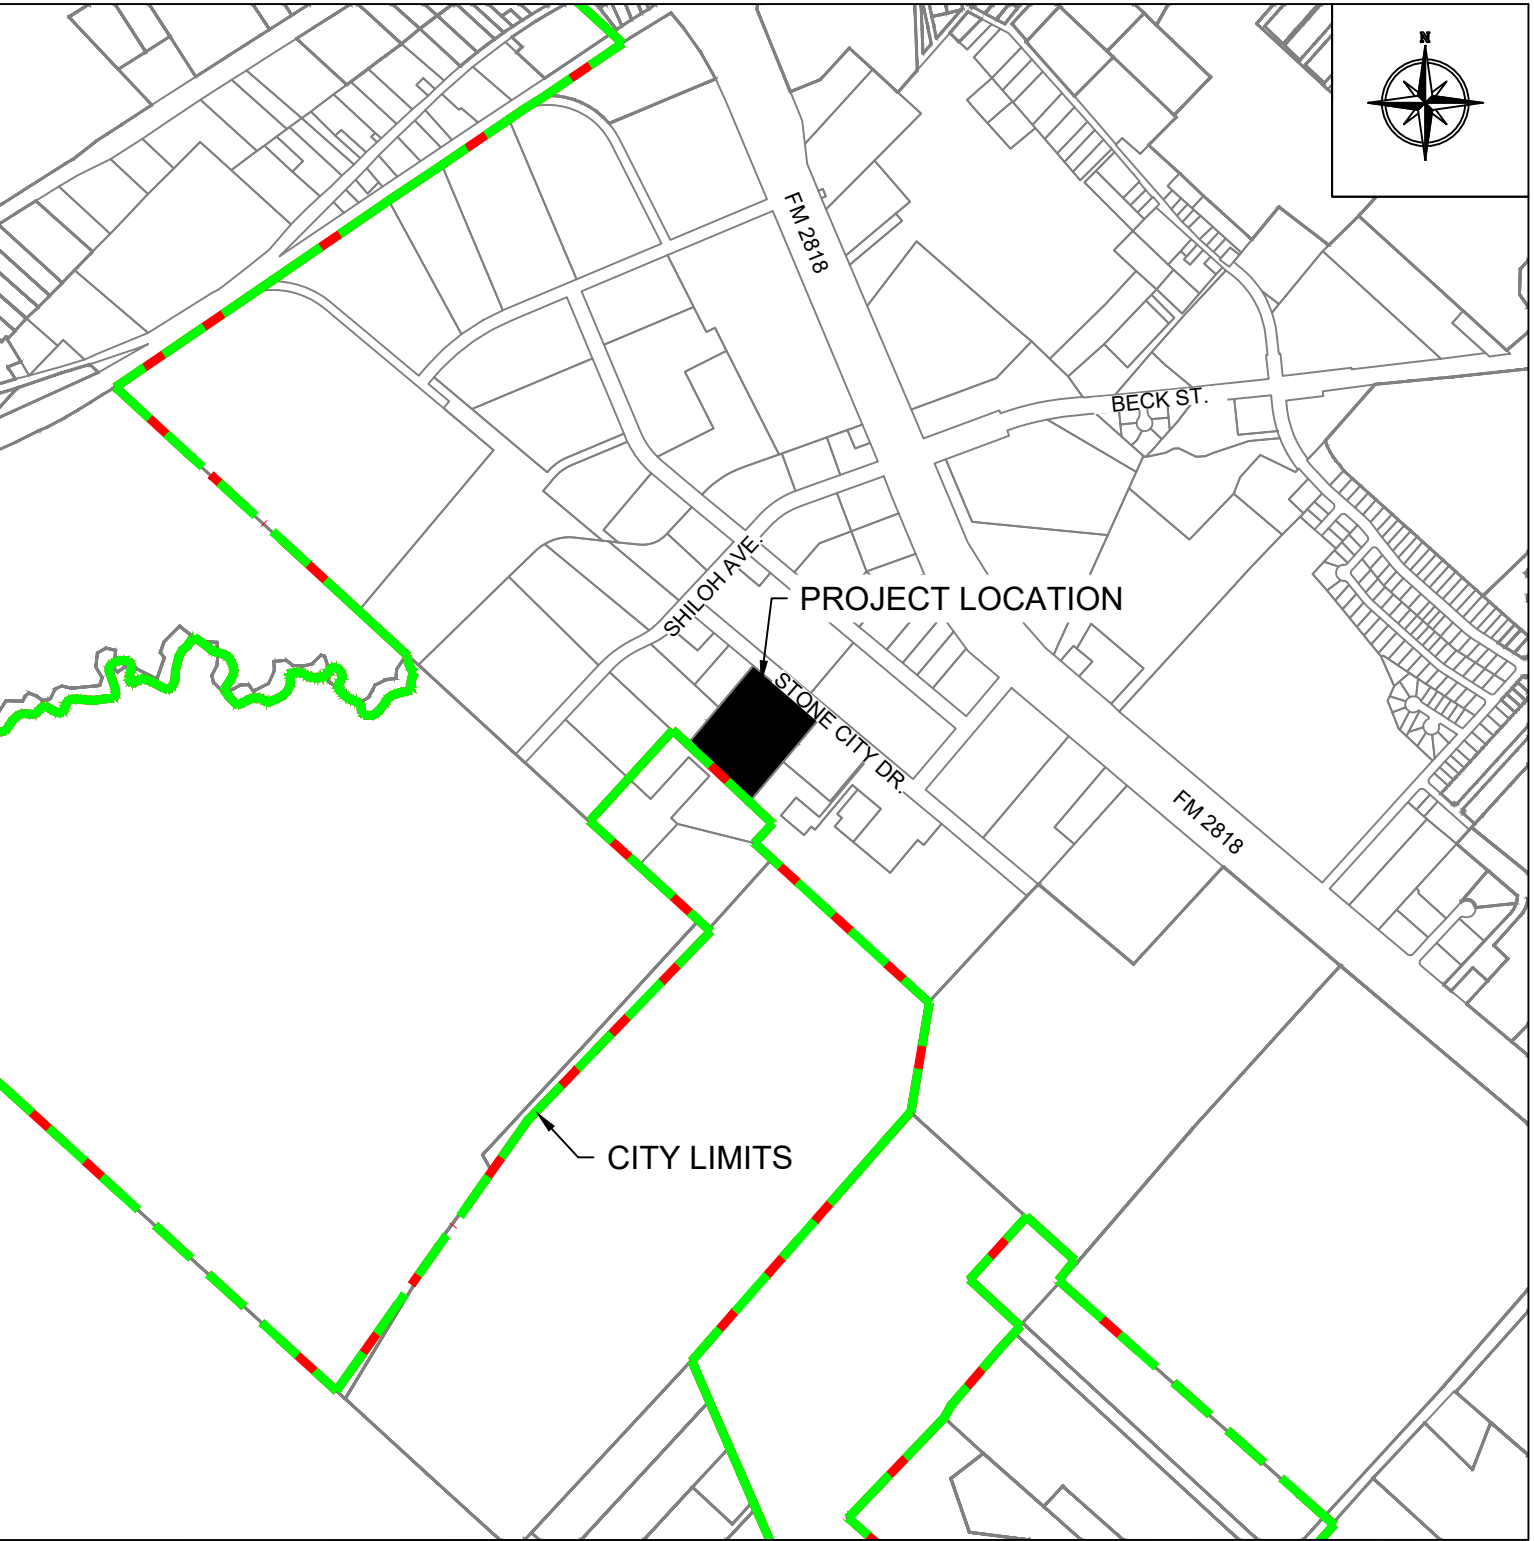 N
FM 2818
BECK ST.
SHILOH AVE.
PROJECT LOCATION
STONE CITY DR.
FM 2818
CITY LIMITS